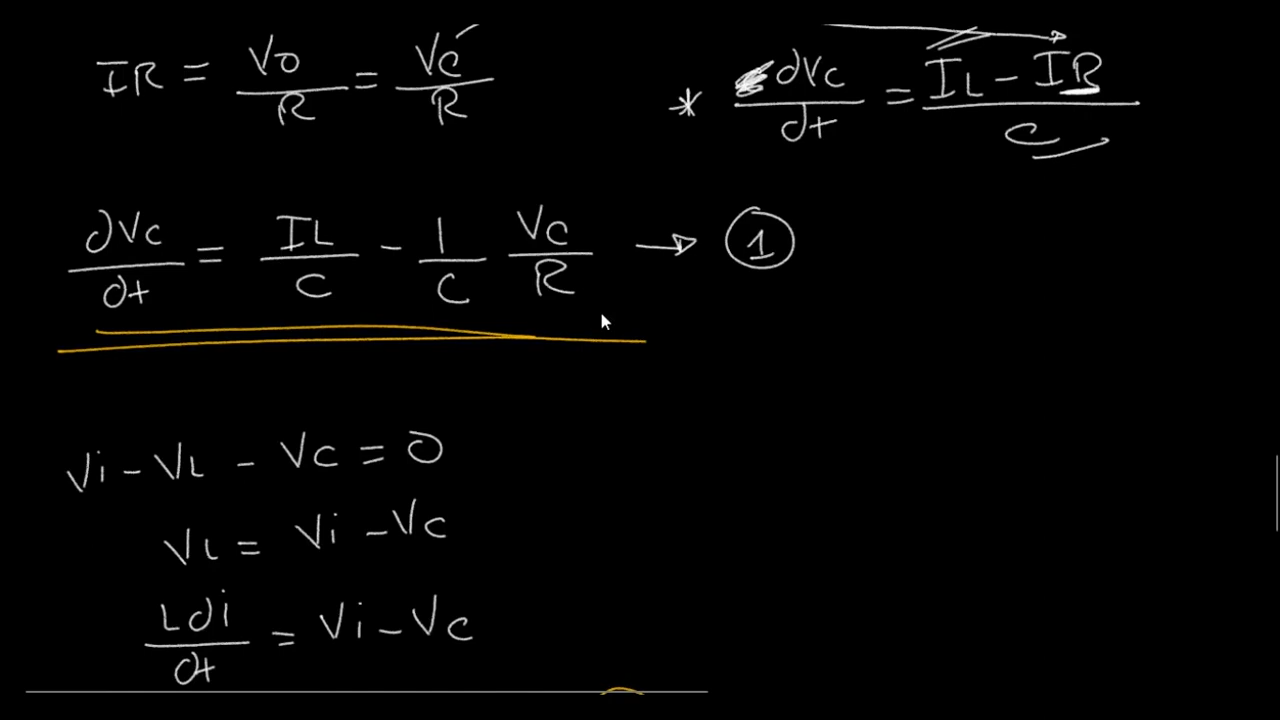 IR = Vo/R = Vc/R
* dVc/dt = IL - IR/C
dVc/dt = IL/C - 1/C Vc/R → 1
Vi - VL - Vc = 0
VL = Vi - Vc
Ldi/dt = Vi - Vc